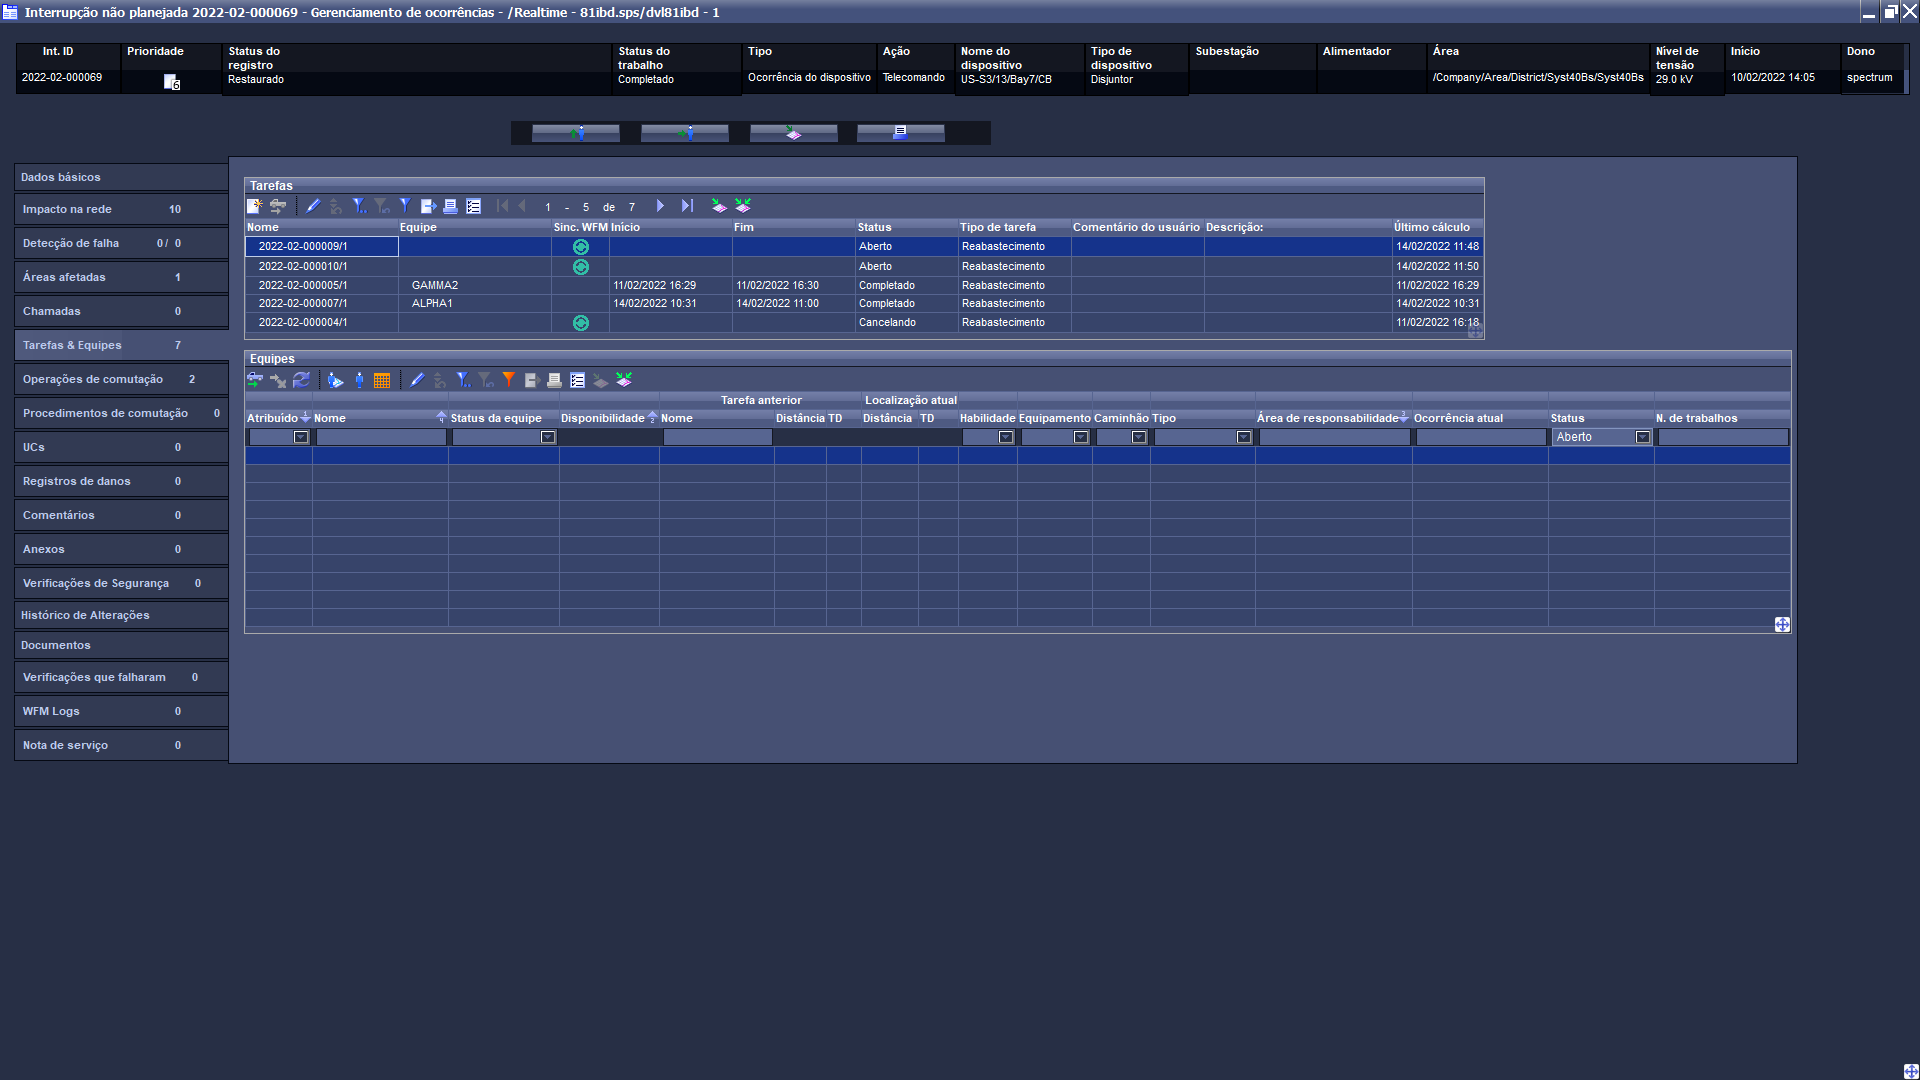 Interrupção não planejada 2022-02-000069 - Gerenciamento de ocorrências - /Realtime - 81ibd.sps/dvl81ibd - 1
Int. ID Prioridade Status do registro Status do trabalho Tipo Ação Nome do dispositivo Tipo de dispositivo Subestação Alimentador Área Nível de tensão Início Dono
2022-02-000069 6 Restaurado Completado Ocorrência do dispositivo Telecomando US-S3/13/Bay7/CB Disjuntor /Company/Area/District/Syst40Bs/Syst40Bs 29.0 kV 10/02/2022 14:05 spectrum
Dados básicos
Impacto na rede 10
Detecção de falha 0 / 0
Áreas afetadas 1
Chamadas 0
Tarefas & Equipes 7
Operações de comutação 2
Procedimentos de comutação 0
UCs 0
Registros de danos 0
Comentários 0
Anexos 0
Verificações de Segurança 0
Histórico de Alterações
Documentos
Verificações que falharam 0
WFM Logs 0
Nota de serviço 0
Tarefas
1 - 5 de 7
Nome Equipe Sinc. WFM Início Fim Status Tipo de tarefa Comentário do usuário Descrição: Último cálculo
2022-02-000009/1 Aberto Reabastecimento 14/02/2022 11:48
2022-02-000010/1 Aberto Reabastecimento 14/02/2022 11:50
2022-02-000005/1 GAMMA2 11/02/2022 16:29 11/02/2022 16:30 Completado Reabastecimento 11/02/2022 16:29
2022-02-000007/1 ALPHA1 14/02/2022 10:31 14/02/2022 11:00 Completado Reabastecimento 14/02/2022 10:31
2022-02-000004/1 Cancelando Reabastecimento 11/02/2022 16:18
Equipes
Tarefa anterior Localização atual
Atribuído 1 Nome 4 Status da equipe Disponibilidade 2 Nome Distância TD Distância TD Habilidade Equipamento Caminhão Tipo Área de responsabilidade 3 Ocorrência atual Status N. de trabalhos
Aberto